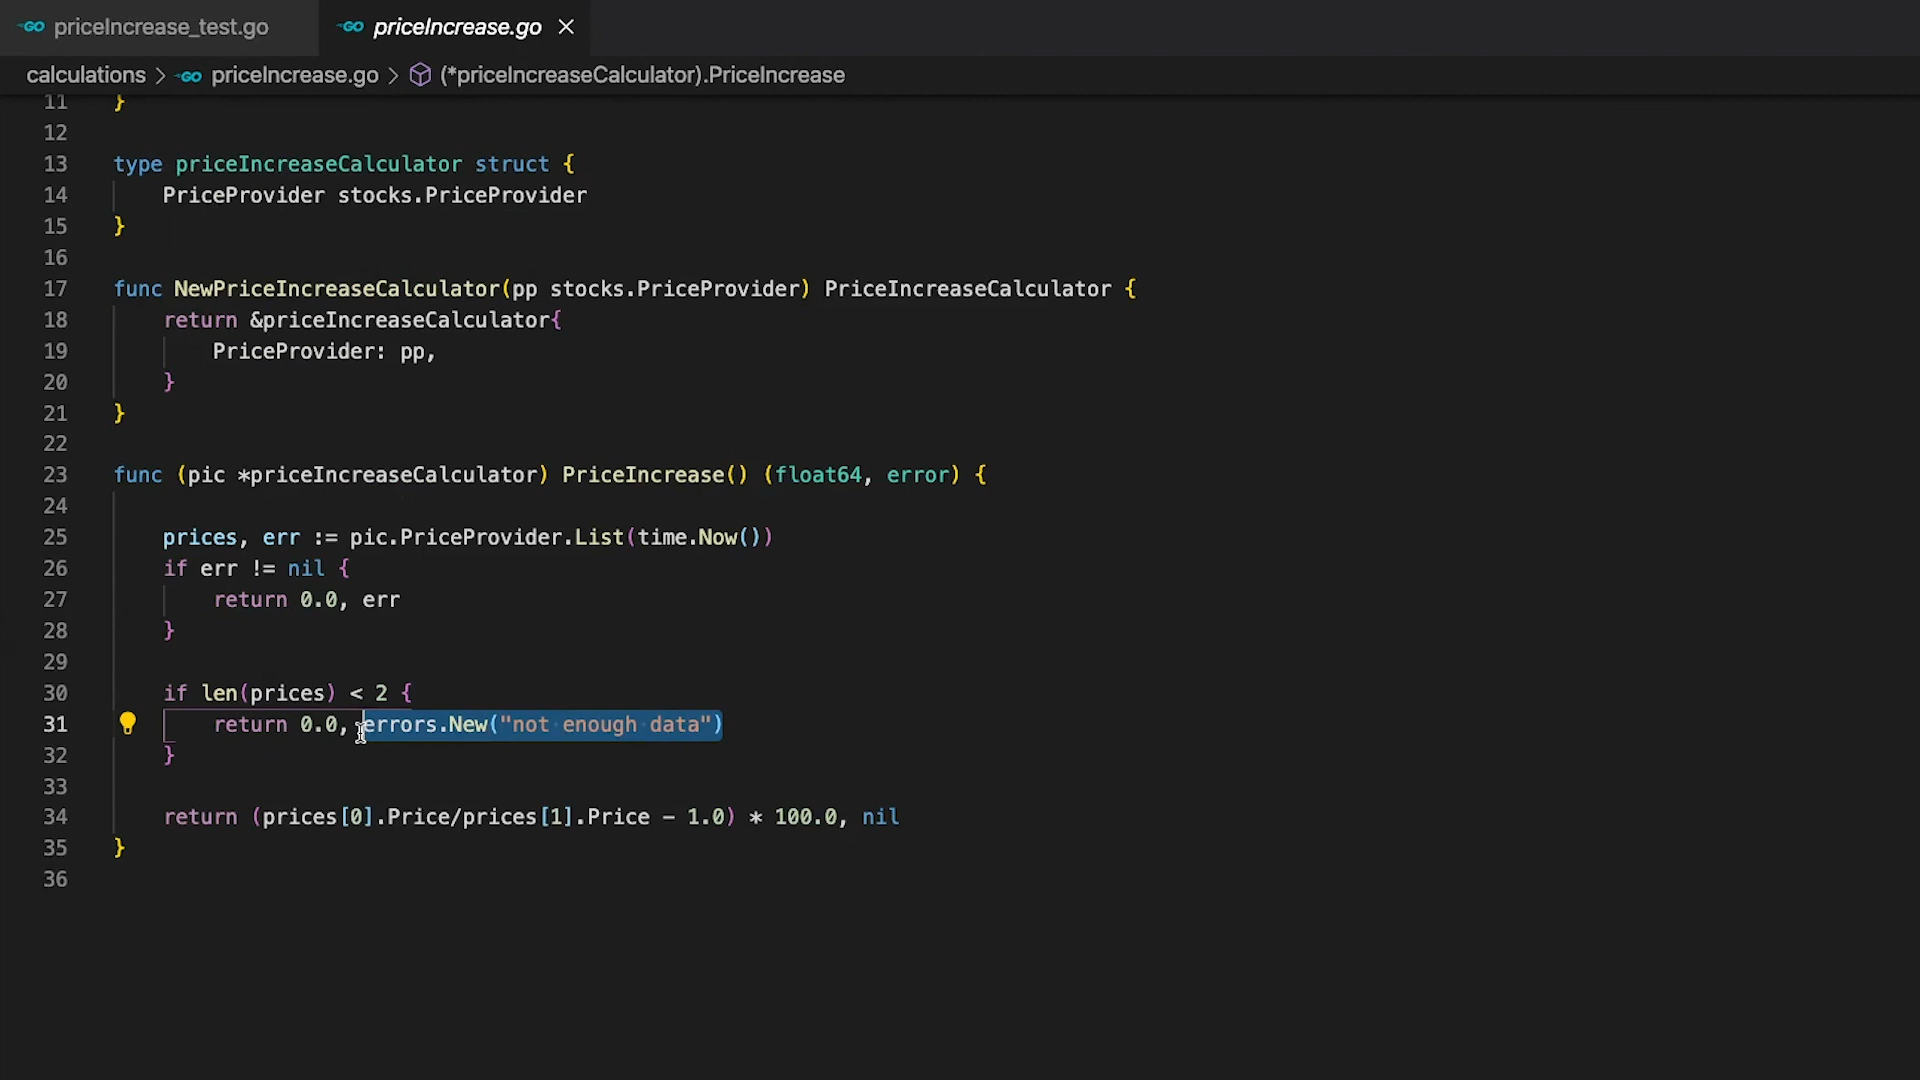 GO priceIncrease_test.go GO priceIncrease.go
calculations > GO priceIncrease.go > (*priceIncreaseCalculator).PriceIncrease
11 }
12
13 type priceIncreaseCalculator struct {
14 PriceProvider stocks.PriceProvider
15 }
16
17 func NewPriceIncreaseCalculator(pp stocks.PriceProvider) PriceIncreaseCalculator {
18 return &priceIncreaseCalculator{
19 PriceProvider: pp,
20 }
21 }
22
23 func (pic *priceIncreaseCalculator) PriceIncrease() (float64, error) {
24
25 prices, err := pic.PriceProvider.List(time.Now())
26 if err != nil {
27 return 0.0, err
28 }
29
30 if len(prices) < 2 {
31 return 0.0, errors.New("not enough data")
32 }
33
34 return (prices[0].Price/prices[1].Price - 1.0) * 100.0, nil
35 }
36